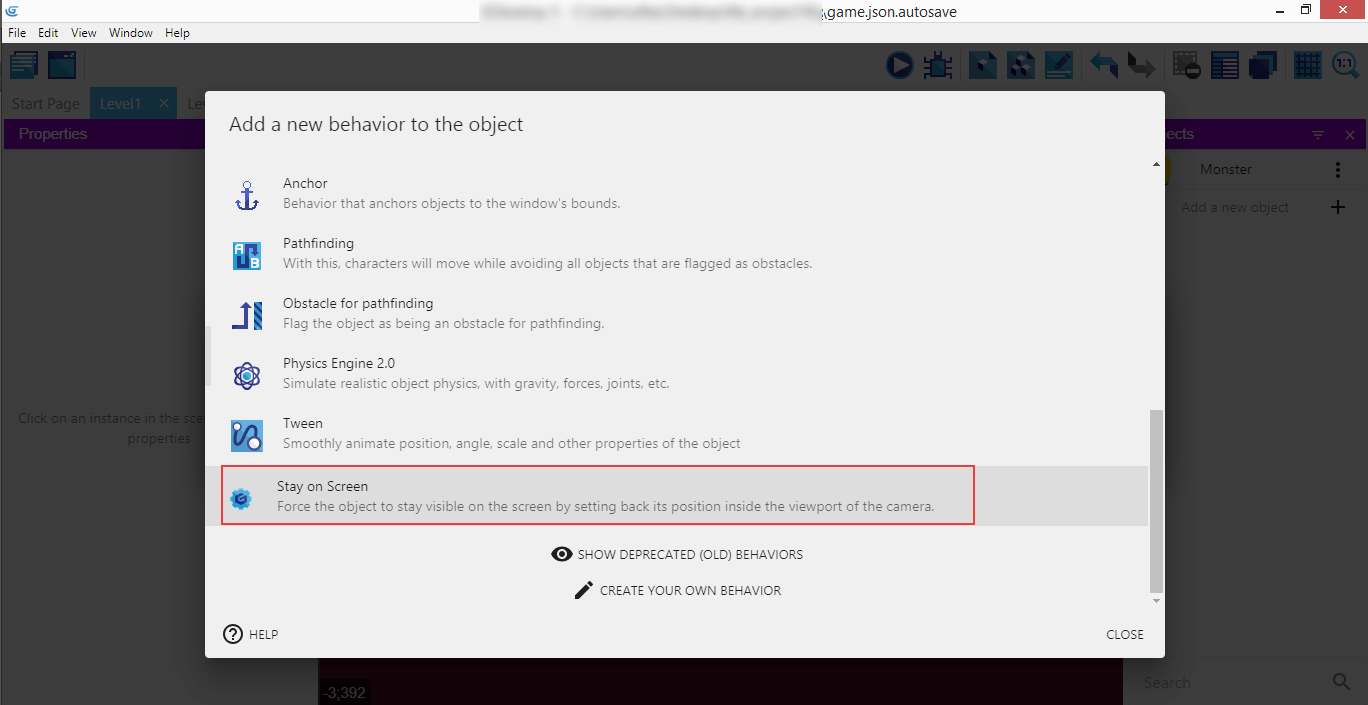 \game.json.autosave
File Edit View Window Help
1:1
Start Page Level1 Le
Properties
ects
Add a new behavior to the object
Monster
Add a new object
Anchor
Behavior that anchors objects to the window's bounds.
Pathfinding
With this, characters will move while avoiding all objects that are flagged as obstacles.
Obstacle for pathfinding
Flag the object as being an obstacle for pathfinding.
Physics Engine 2.0
Simulate realistic object physics, with gravity, forces, joints, etc.
Click on an instance in the sce
properties
Tween
Smoothly animate position, angle, scale and other properties of the object
Stay on Screen
Force the object to stay visible on the screen by setting back its position inside the viewport of the camera.
SHOW DEPRECATED (OLD) BEHAVIORS
CREATE YOUR OWN BEHAVIOR
HELP
CLOSE
-3;392
Search